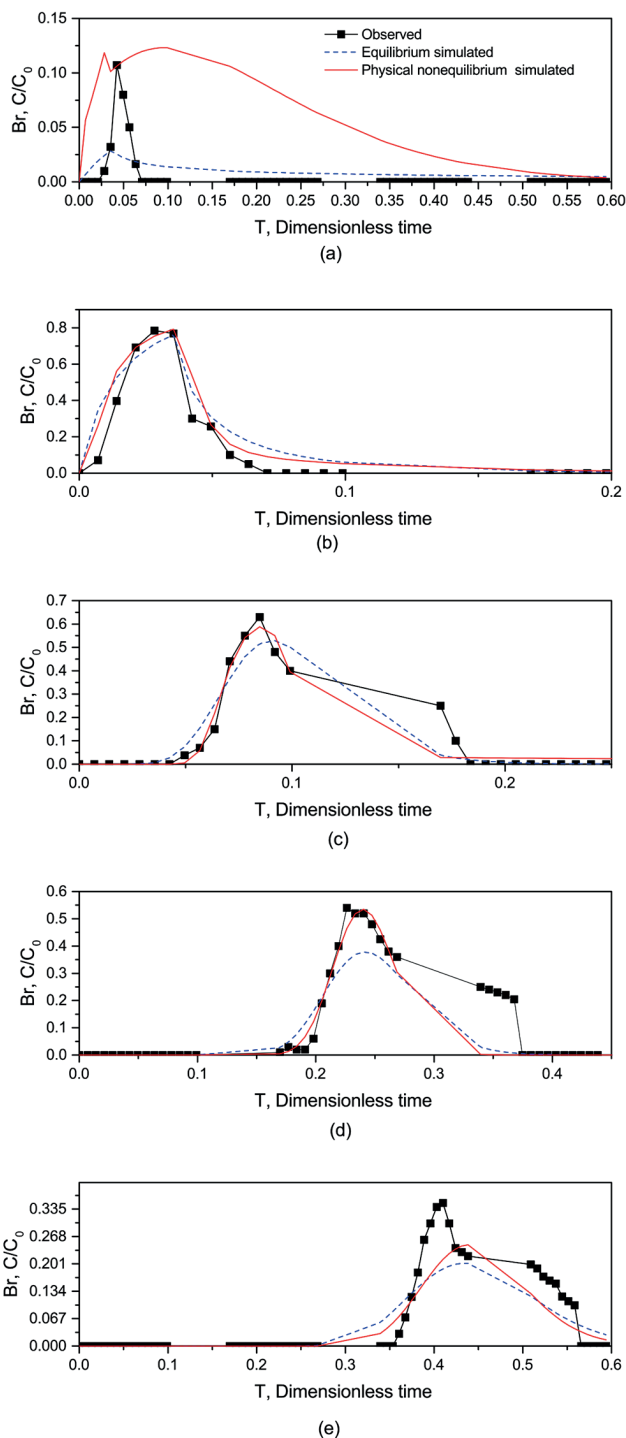 0.15
0.10
0.05
0.00
Br, C/C0
Observed
Equilibrium simulated
Physical nonequilibrium simulated
0.00 0.05 0.10 0.15 0.20 0.25 0.30 0.35 0.40 0.45 0.50 0.55 0.60
T, Dimensionless time
(a)
0.8
0.6
0.4
0.2
0.0
Br, C/C0
0.0 0.1 0.2
T, Dimensionless time
(b)
0.7
0.6
0.5
0.4
0.3
0.2
0.1
0.0
Br, C/C0
0.0 0.1 0.2
T, Dimensionless time
(c)
0.6
0.5
0.4
0.3
0.2
0.1
0.0
Br, C/C0
0.0 0.1 0.2 0.3 0.4
T, Dimensionless time
(d)
0.335
0.268
0.201
0.134
0.067
0.000
Br, C/C0
0.0 0.1 0.2 0.3 0.4 0.5 0.6
T, Dimensionless time
(e)